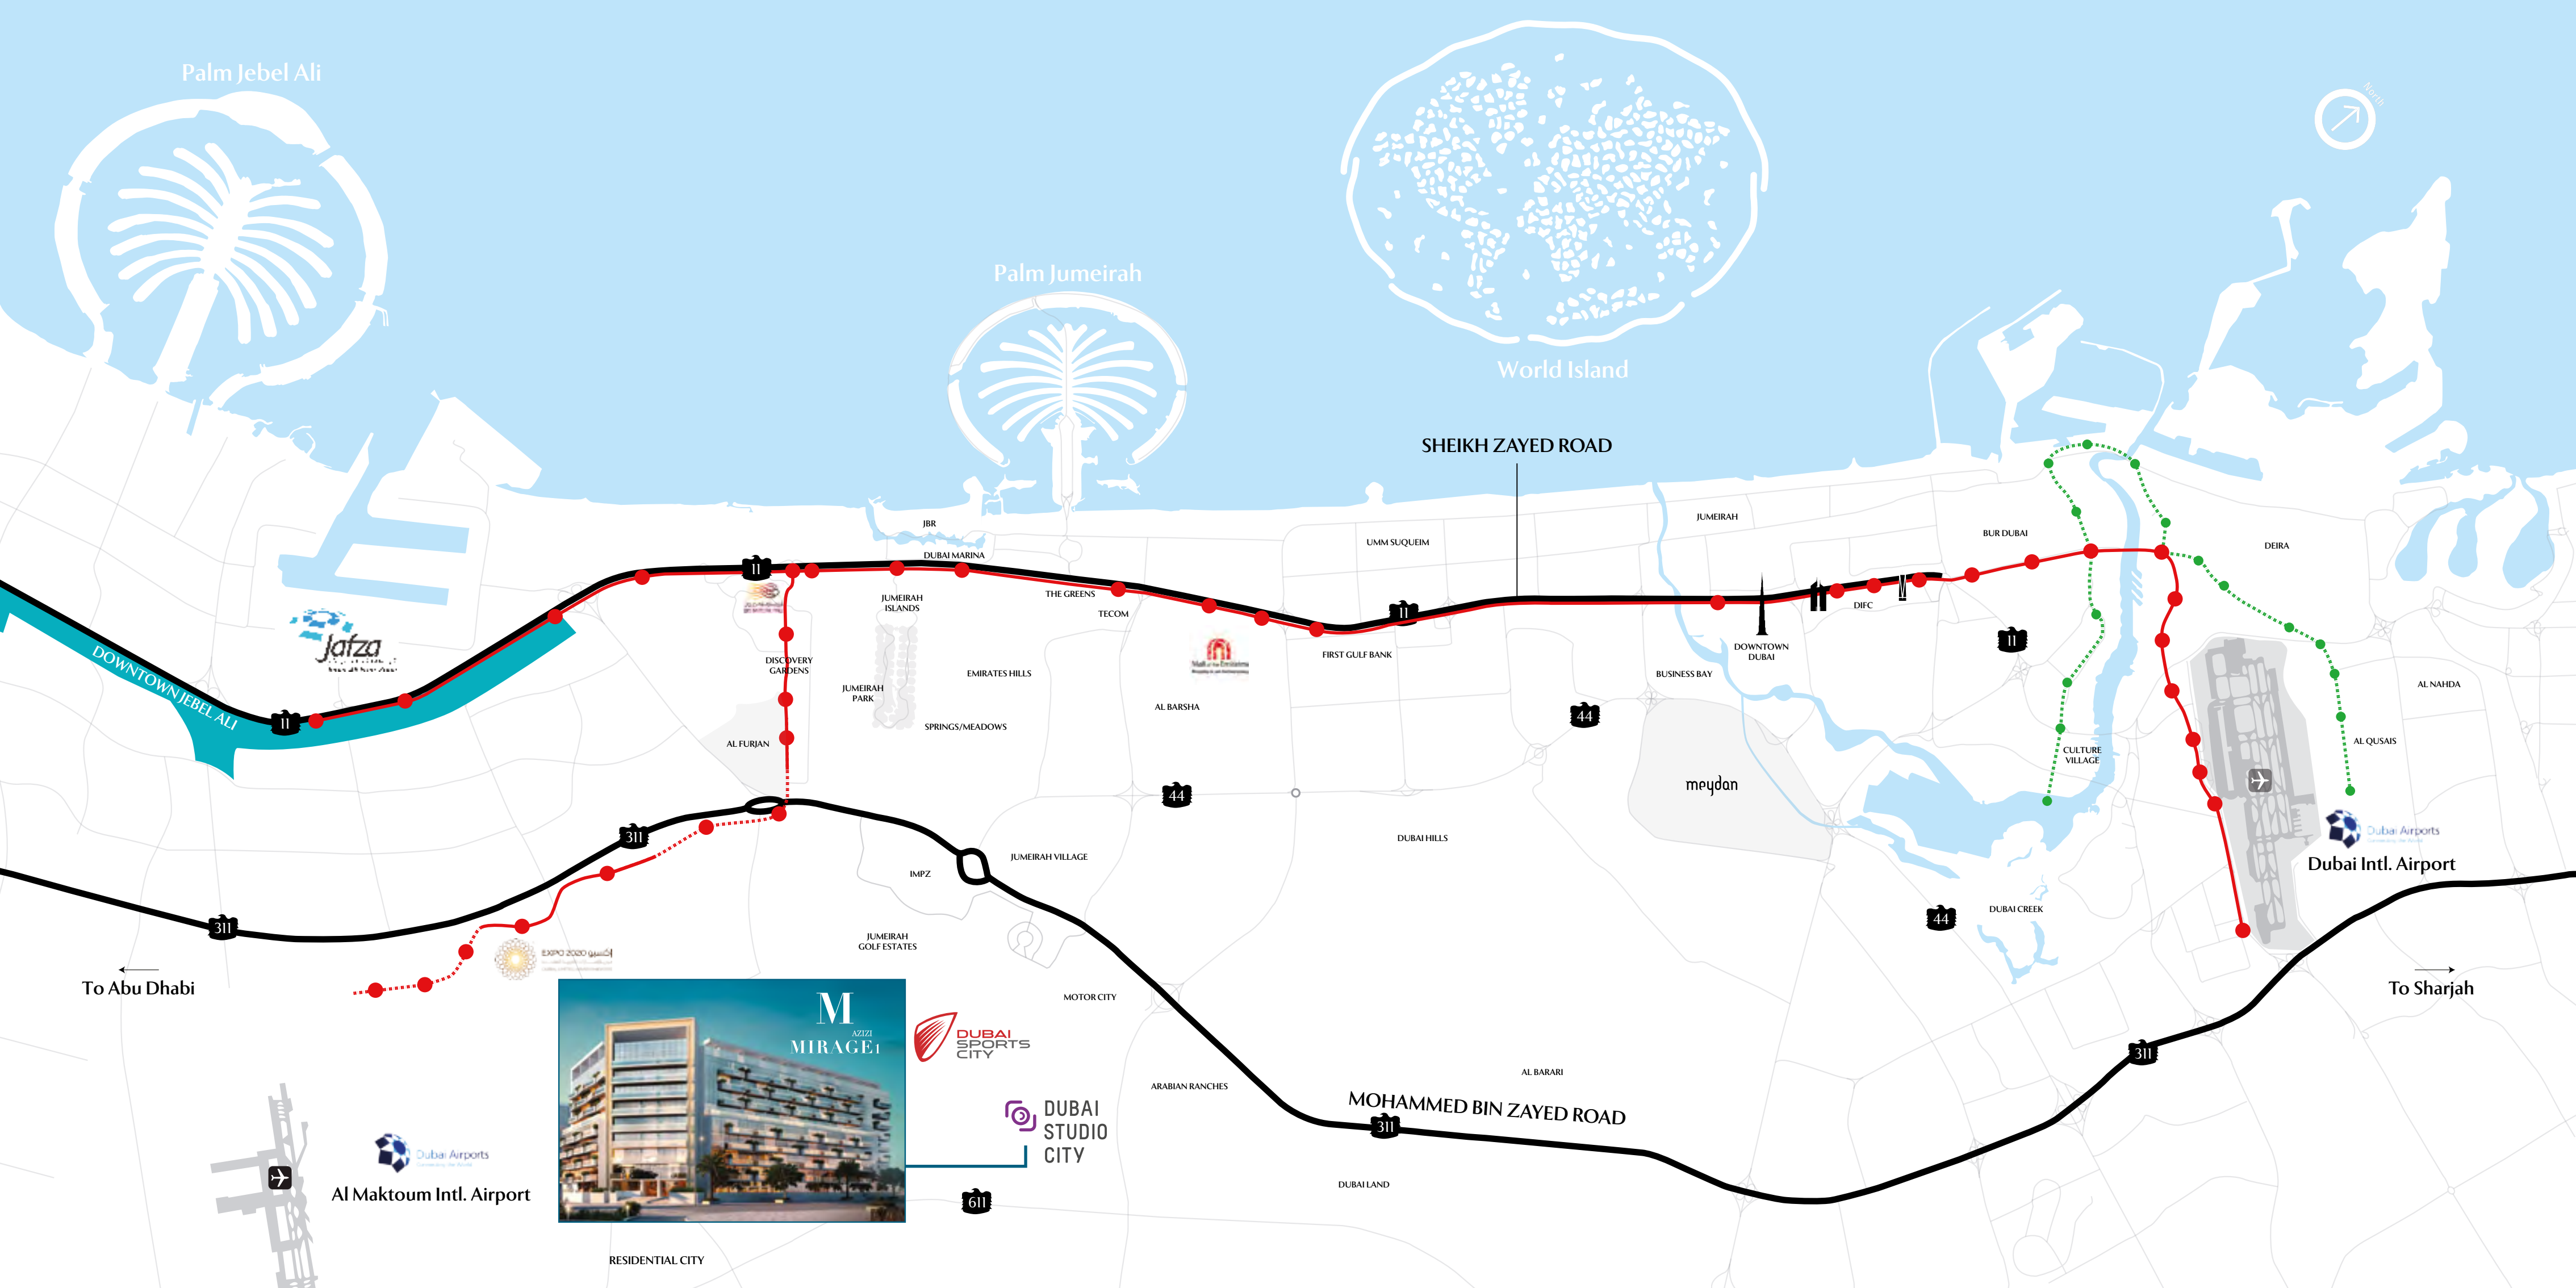 Palm Jebel Ali
North
Palm Jumeirah
World Island
SHEIKH ZAYED ROAD
JBR
DUBAI MARINA
UMM SUQUEIM
JUMEIRAH
BUR DUBAI
DEIRA
11
JUMEIRAH
ISLANDS
THE GREENS
TECOM
11
DIFC
11
Jafza
DOWNTOWN JEBEL ALI
11
DISCOVERY
GARDENS
JUMEIRAH
PARK
EMIRATES HILLS
Mall of the Emirates
FIRST GULF BANK
BUSINESS BAY
DOWNTOWN
DUBAI
AL NAHDA
AL BARSHA
44
SPRINGS/MEADOWS
AL FURJAN
CULTURE
VILLAGE
AL QUSAIS
44
meydan
311
DUBAI HILLS
Dubai Airports
Dubai Intl. Airport
JUMEIRAH VILLAGE
IMPZ
311
44
DUBAI CREEK
JUMEIRAH
GOLF ESTATES
EXPO 2020 إكسبو
To Abu Dhabi
To Sharjah
MOTOR CITY
M
AZIZI
MIRAGE1
DUBAI
SPORTS
CITY
311
AL BARARI
ARABIAN RANCHES
MOHAMMED BIN ZAYED ROAD
311
DUBAI
STUDIO
CITY
Dubai Airports
Al Maktoum Intl. Airport
DUBAI LAND
611
RESIDENTIAL CITY